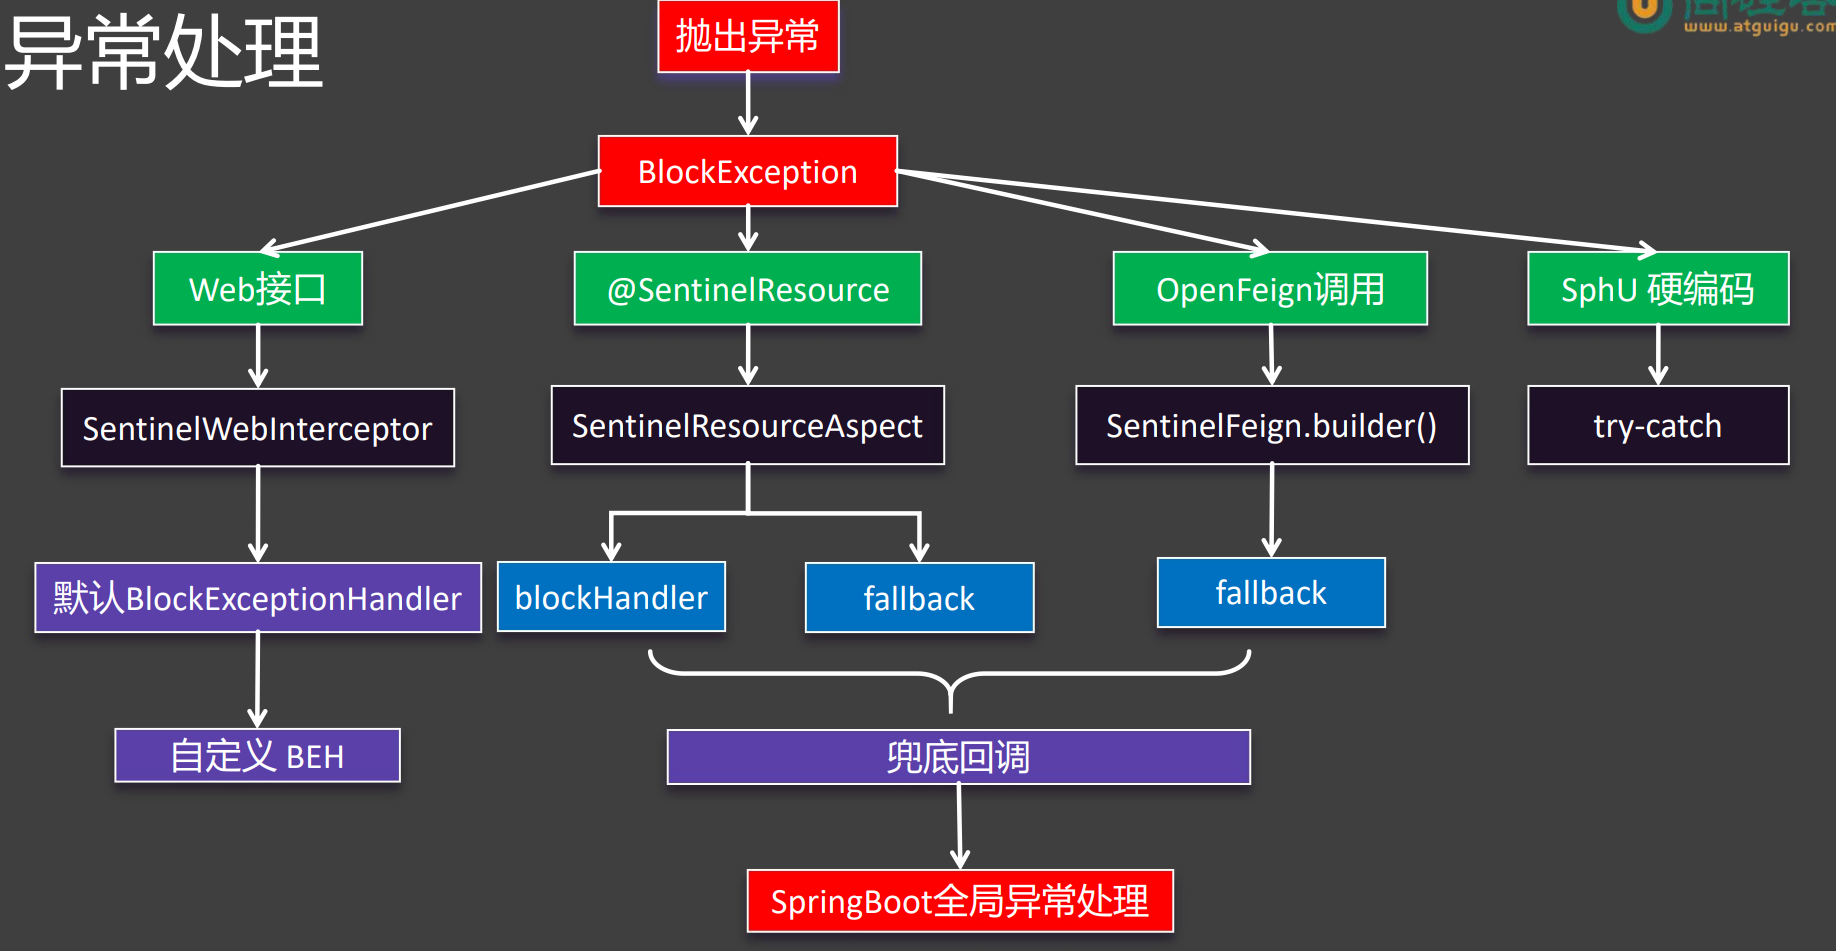 异常处理
抛出异常
www.atguigu.com
BlockException
Web接口
@SentinelResource
OpenFeign调用
SphU 硬编码
SentinelWebInterceptor
SentinelResourceAspect
SentinelFeign.builder()
try-catch
默认BlockExceptionHandler
blockHandler
fallback
fallback
自定义 BEH
兜底回调
SpringBoot全局异常处理